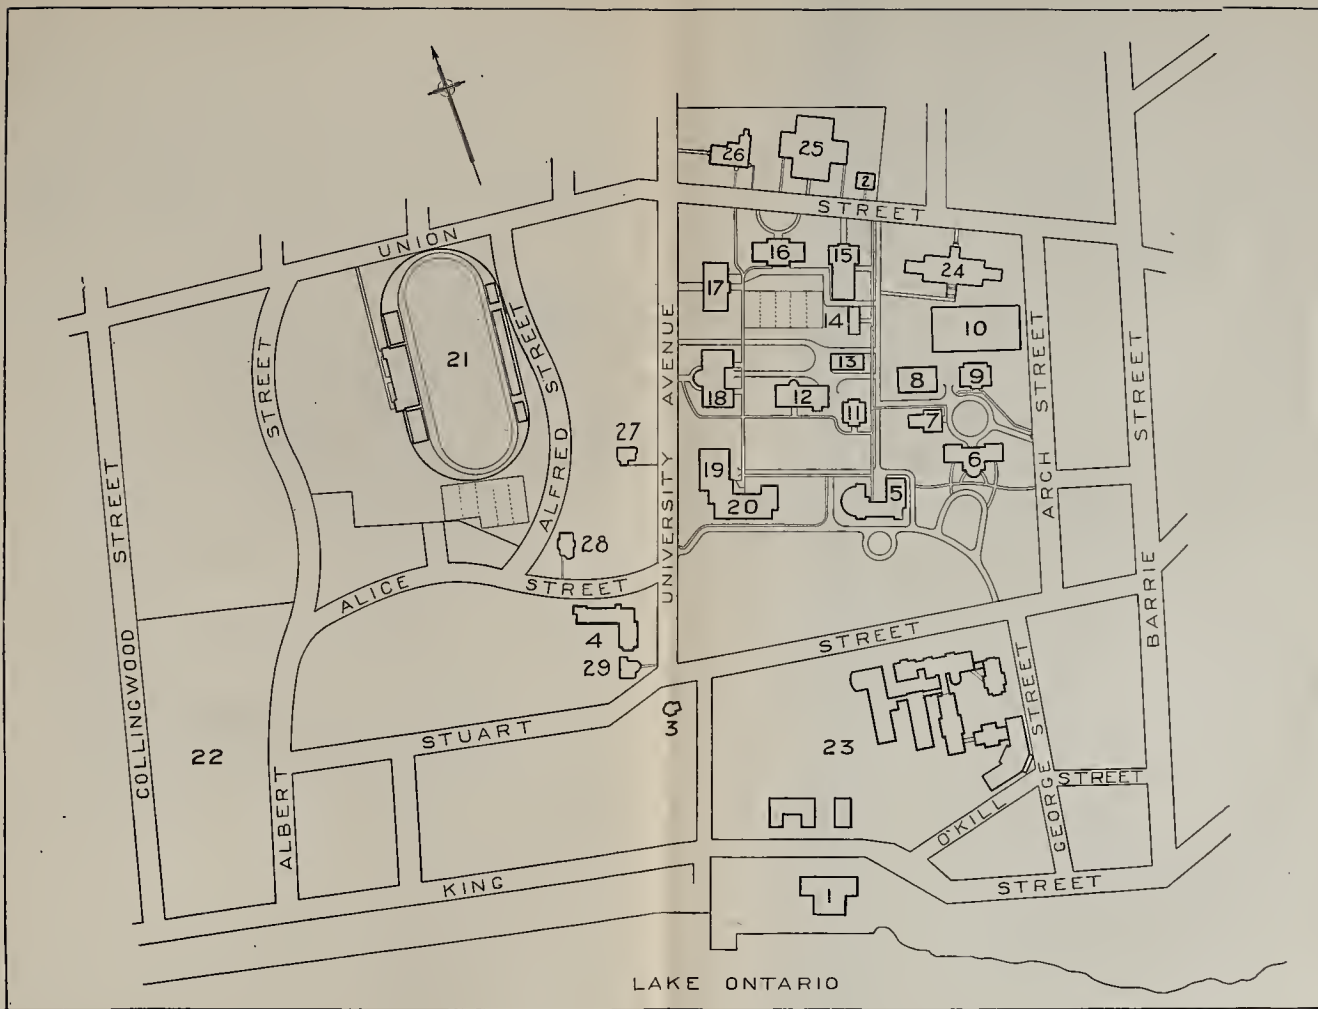 26
25
2
STREET
UNION
16
15
24
17
14
10
STREET
ALFRED STREET
UNIVERSITY AVENUE
ARCH STREET
BARRIE STREET
21
13
8
9
18
12
11
7
27
6
19
20
5
28
ALBERT STREET
COLLINGWOOD STREET
ALICE STREET
4
29
STUART STREET
3
23
22
GEORGE STREET
O'KILL STREET
KING STREET
1
LAKE ONTARIO